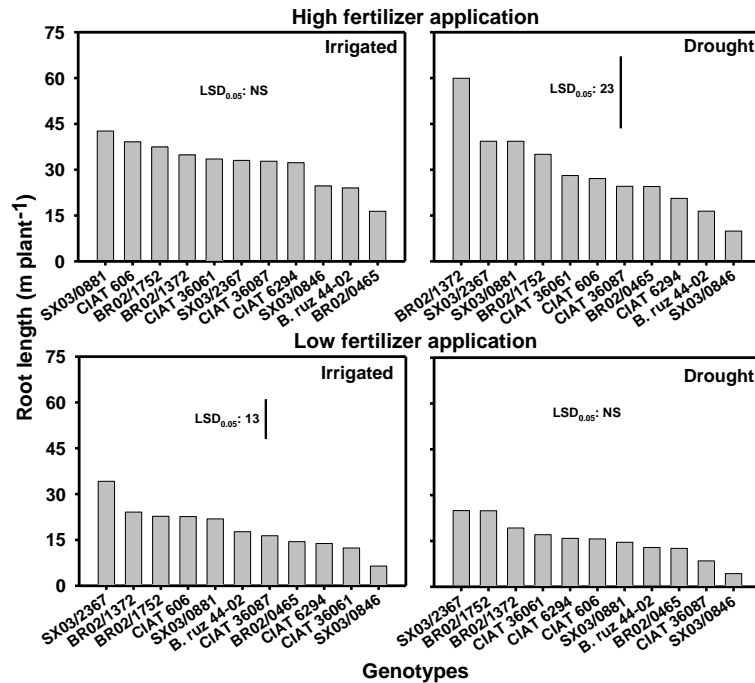 High fertilizer application
Root length (m plant⁻¹)
75
60
45
30
15
0
Irrigated
LSD₀.₀₅: NS
SX03/0881
CIAT 606
BR02/1752
BR02/1372
CIAT 36061
SX03/2367
CIAT 36087
CIAT 6294
SX03/0846
B. ruz 44-02
BR02/0465
Drought
LSD₀.₀₅: 23
BR02/1372
SX03/2367
SX03/0881
BR02/1752
CIAT 36061
CIAT 606
CIAT 36087
BR02/0465
CIAT 6294
B. ruz 44-02
SX03/0846
Low fertilizer application
75
60
45
30
15
0
Irrigated
LSD₀.₀₅: 13
SX03/2367
BR02/1372
BR02/1752
CIAT 606
SX03/0881
B. ruz 44-02
CIAT 36087
BR02/0465
CIAT 6294
CIAT 36061
SX03/0846
Drought
LSD₀.₀₅: NS
SX03/2367
BR02/1752
BR02/1372
CIAT 36061
CIAT 6294
CIAT 606
SX03/0881
B. ruz 44-02
BR02/0465
CIAT 36087
SX03/0846
Genotypes